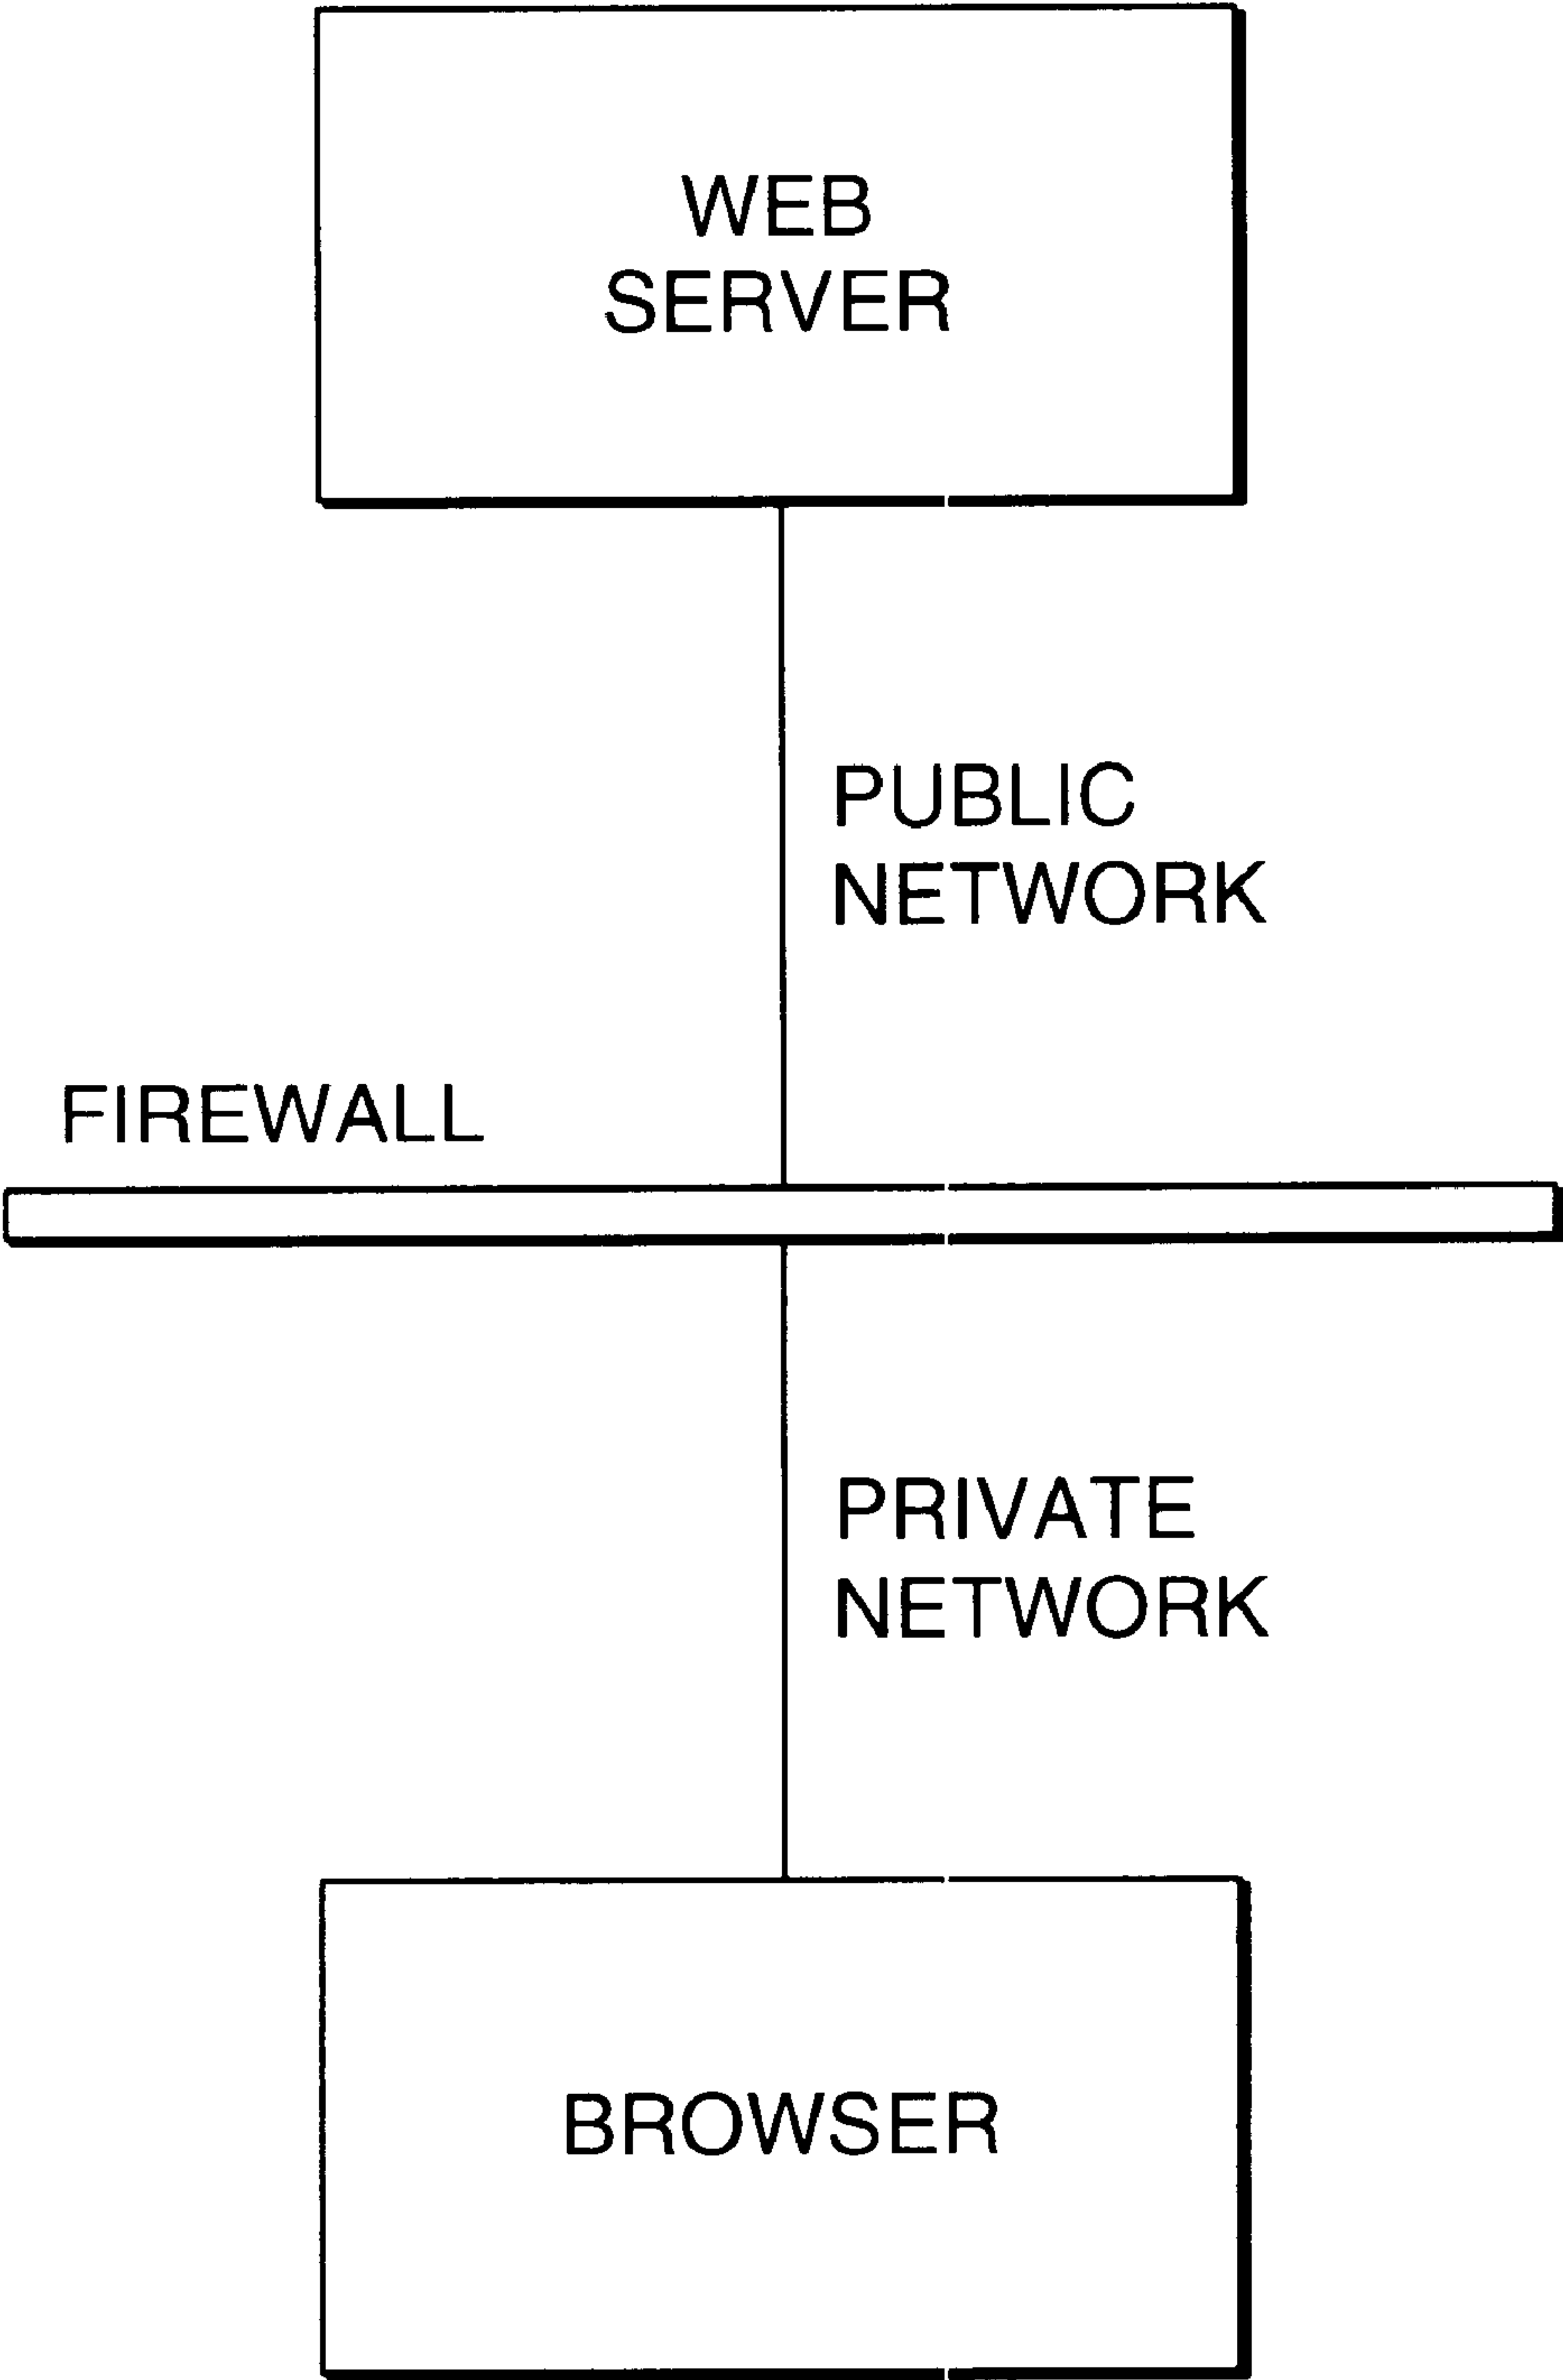 WEB
SERVER
PUBLIC
NETWORK
FIREWALL
PRIVATE
NETWORK
BROWSER